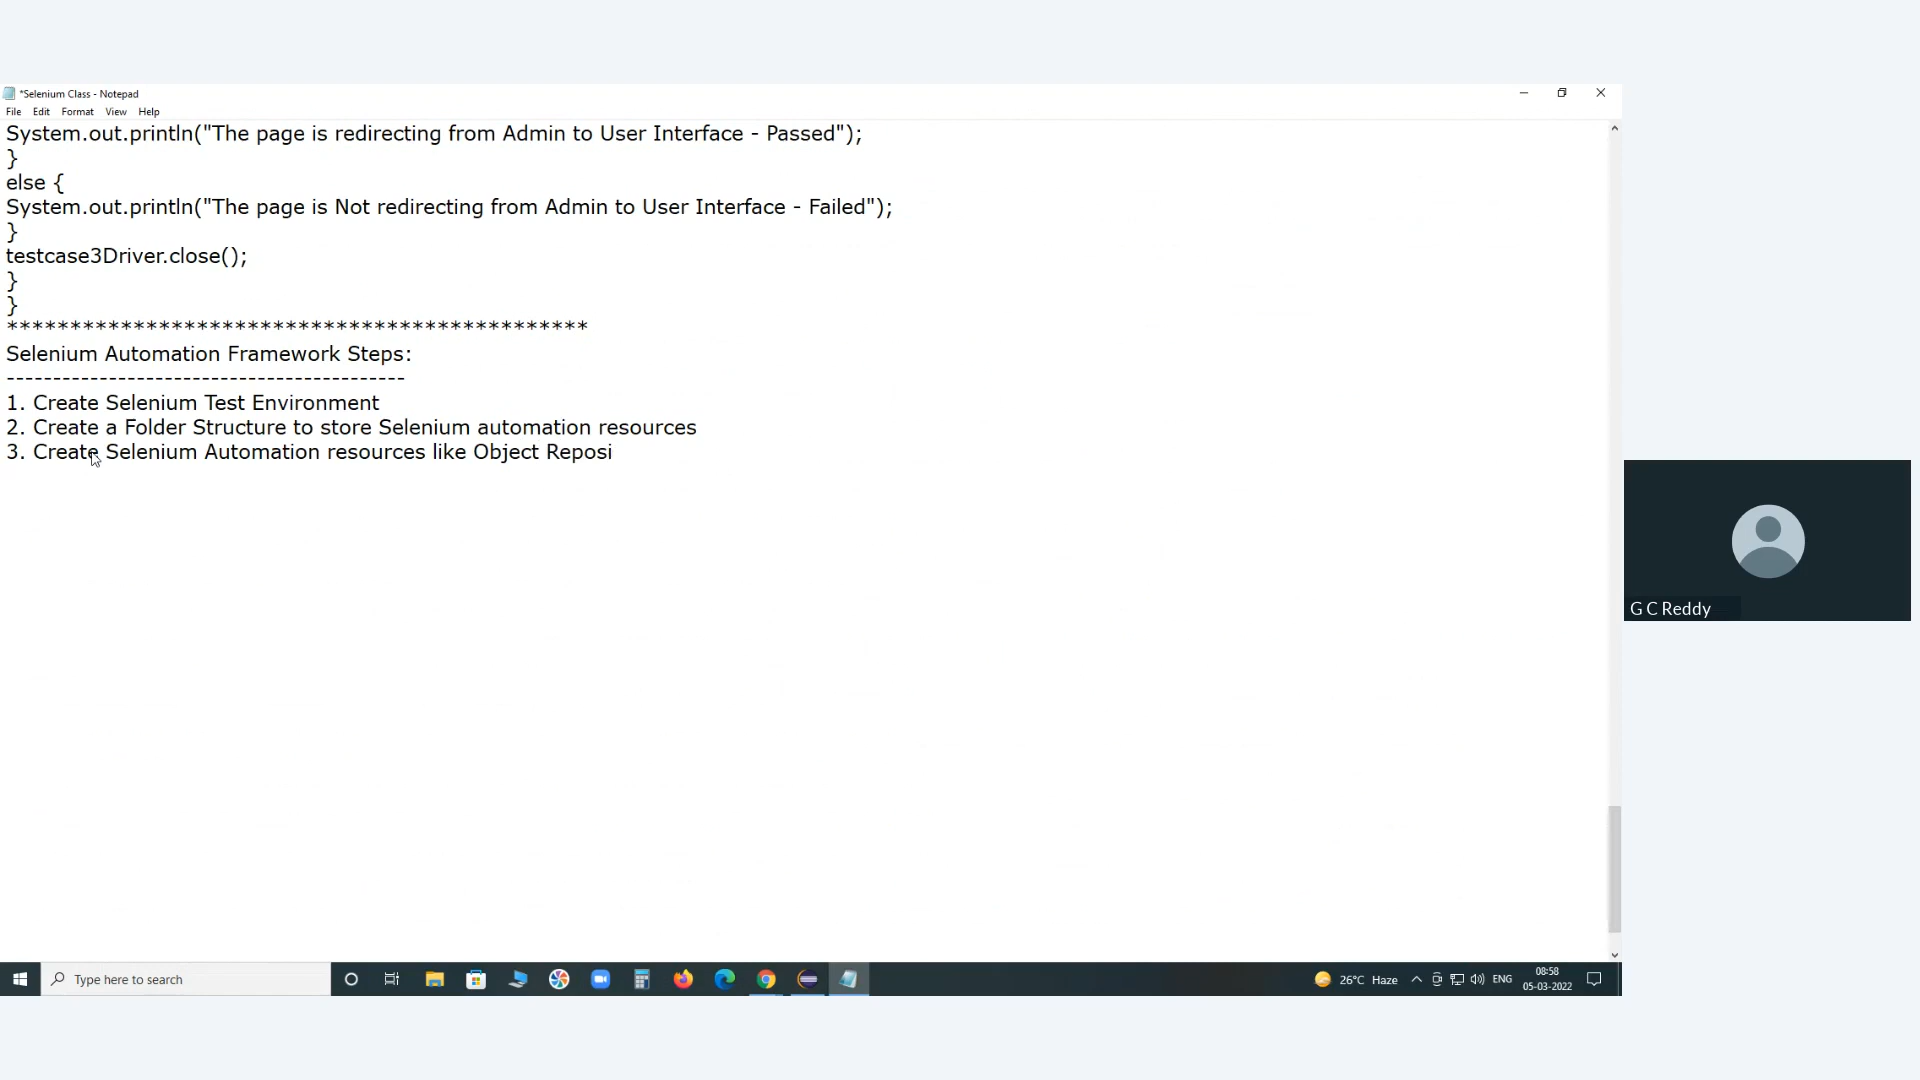 *Selenium Class - Notepad
File Edit Format View Help
System.out.println("The page is redirecting from Admin to User Interface - Passed");
}
else {
System.out.println("The page is Not redirecting from Admin to User Interface - Failed");
}
testcase3Driver.close();
}
}
***********************************************
Selenium Automation Framework Steps:
-------------------------------------------
1. Create Selenium Test Environment
2. Create a Folder Structure to store Selenium automation resources
3. Create Selenium Automation resources like Object Reposi
G C Reddy
Type here to search
26°C Haze
ENG
08:58
05-03-2022